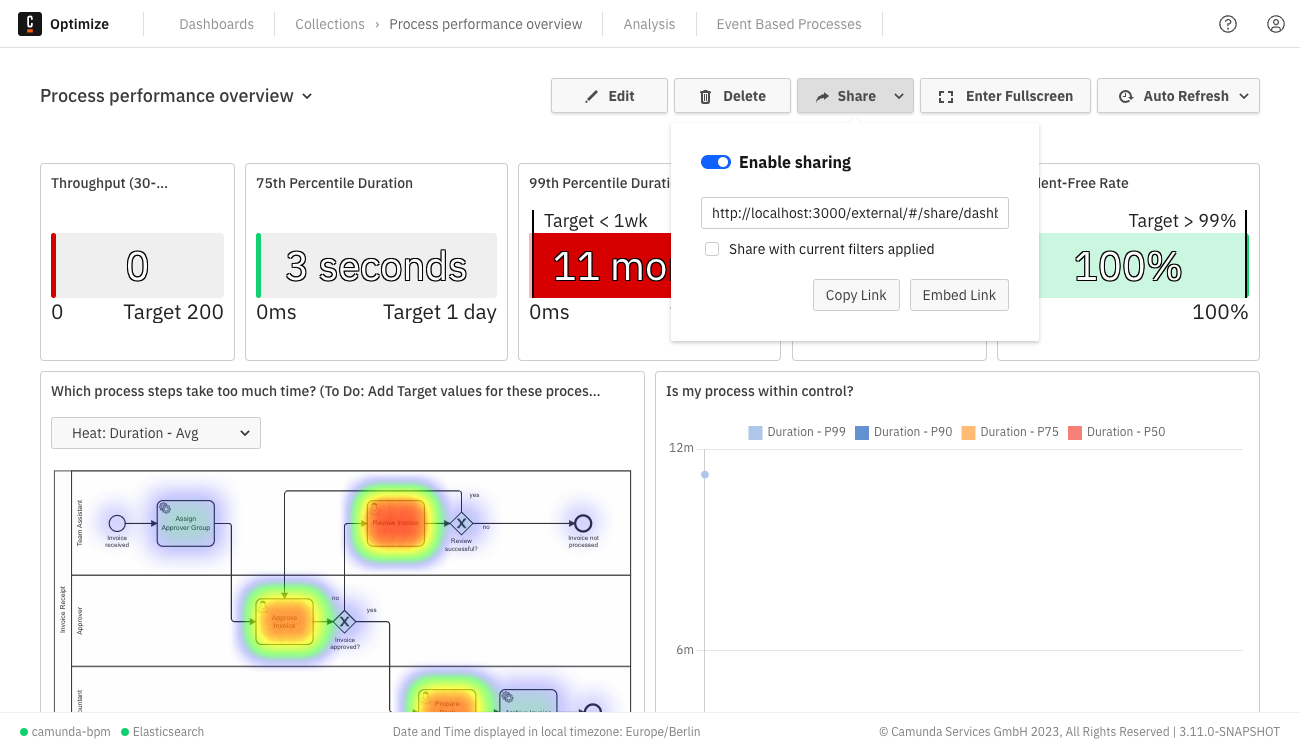 Optimize
Dashboards
Collections › Process performance overview
Analysis
Event Based Processes
Process performance overview
Edit
Delete
Share
Enter Fullscreen
Auto Refresh
Enable sharing
http://localhost:3000/external/#/share/dashb
Share with current filters applied
Copy Link
Embed Link
Throughput (30-...
0
0
Target 200
75th Percentile Duration
3 seconds
0ms
Target 1 day
99th Percentile Durati
Target < 1wk
11 mo
0ms
dent-Free Rate
Target > 99%
100%
100%
Which process steps take too much time? (To Do: Add Target values for these proces...
Heat: Duration - Avg
Invoice Receipt
Team Assistant
Invoice
received
Assign
Approver Group
Review Invoice
yes
no
Review
successful?
Invoice not
processed
Approver
Approve
Invoice
no
yes
Invoice
approved?
Prepare
Is my process within control?
Duration - P99
Duration - P90
Duration - P75
Duration - P50
12m
6m
camunda-bpm
Elasticsearch
Date and Time displayed in local timezone: Europe/Berlin
© Camunda Services GmbH 2023, All Rights Reserved | 3.11.0-SNAPSHOT